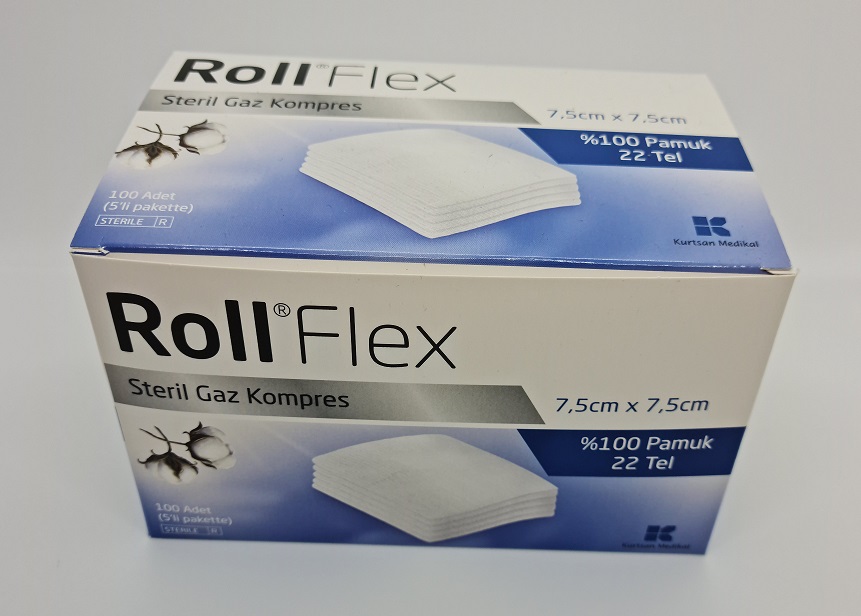 Roll®Flex
Steril Gaz Kompres
7,5cm x 7,5cm
%100 Pamuk
22 Tel
100 Adet
(5'li pakette)
STERILE R
Kurtsan Medikal
Roll®Flex
Steril Gaz Kompres
7,5cm x 7,5cm
%100 Pamuk
22 Tel
100 Adet
(5'li pakette)
STERILE R
Kurtsan Medikal